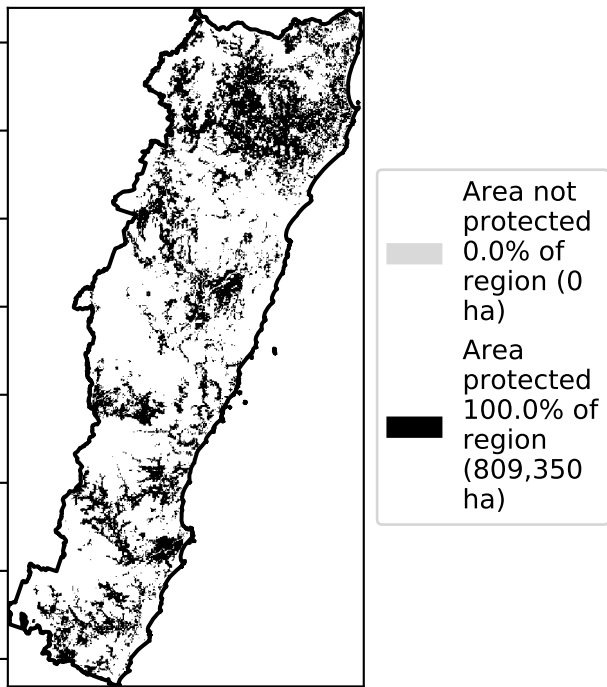 Area not
protected
0.0% of
region (0
ha)
Area
protected
100.0% of
region
(809,350
ha)